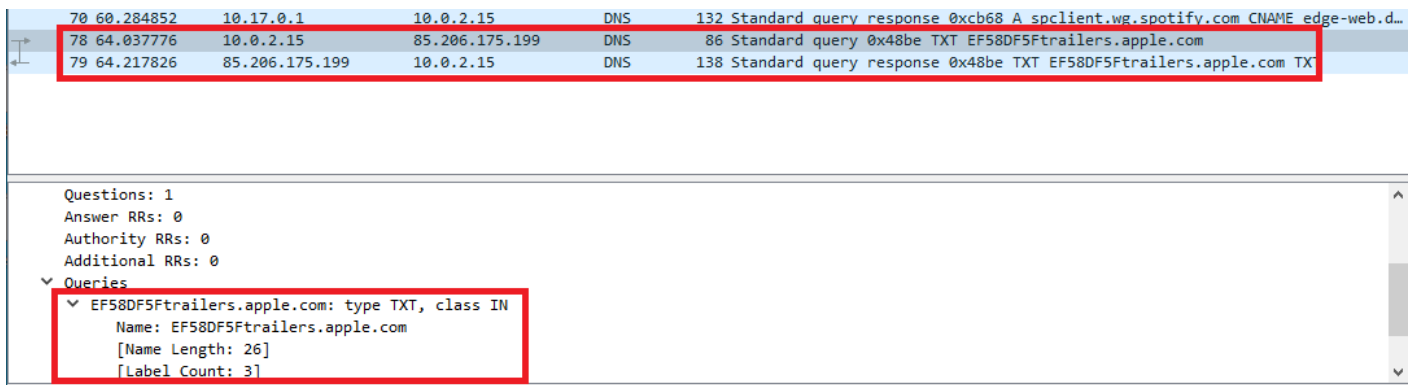 70 60.284852 10.17.0.1 10.0.2.15 DNS 132 Standard query response 0xcb68 A spclient.wg.spotify.com CNAME edge-web.d…
78 64.037776 10.0.2.15 85.206.175.199 DNS 86 Standard query 0x48be TXT EF58DF5Ftrailers.apple.com
79 64.217826 85.206.175.199 10.0.2.15 DNS 138 Standard query response 0x48be TXT EF58DF5Ftrailers.apple.com TXT
Questions: 1
Answer RRs: 0
Authority RRs: 0
Additional RRs: 0
Queries
EF58DF5Ftrailers.apple.com: type TXT, class IN
Name: EF58DF5Ftrailers.apple.com
[Name Length: 26]
[Label Count: 3]